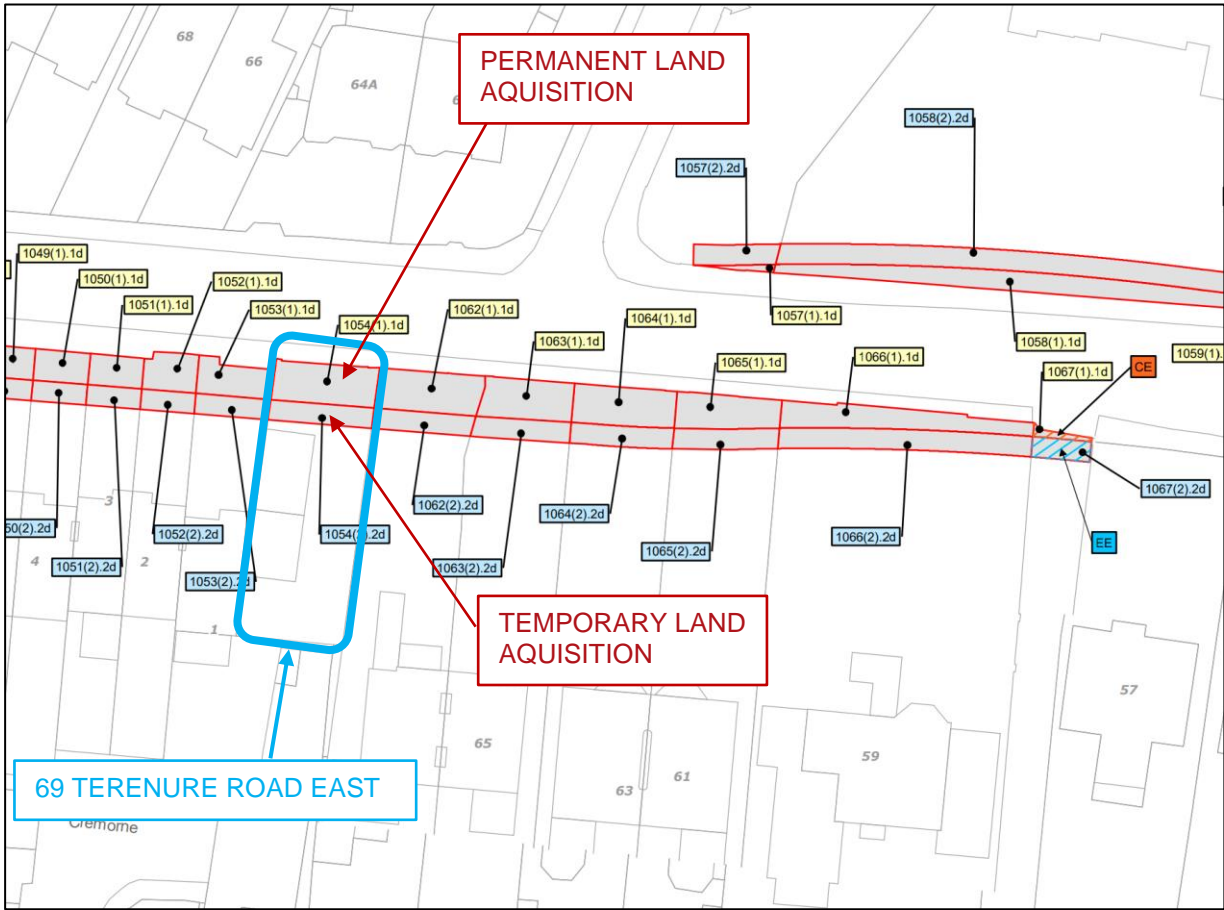 68
66
64A
PERMANENT LAND
AQUISITION
1058(2).2d
1057(2).2d
1049(1).1d
1050(1).1d
1051(1).1d
1052(1).1d
1053(1).1d
1054(1).1d
1062(1).1d
1063(1).1d
1064(1).1d
1065(1).1d
1066(1).1d
1057(1).1d
1058(1).1d
1059(1).
1067(1).1d
CE
50(2).2d
1051(2).2d
1052(2).2d
1053(2).2d
1054(2).2d
1062(2).2d
1063(2).2d
1064(2).2d
1065(2).2d
1066(2).2d
1067(2).2d
EE
3
4
2
1
TEMPORARY LAND
AQUISITION
69 TERENURE ROAD EAST
Cremorne
65
63
61
59
57